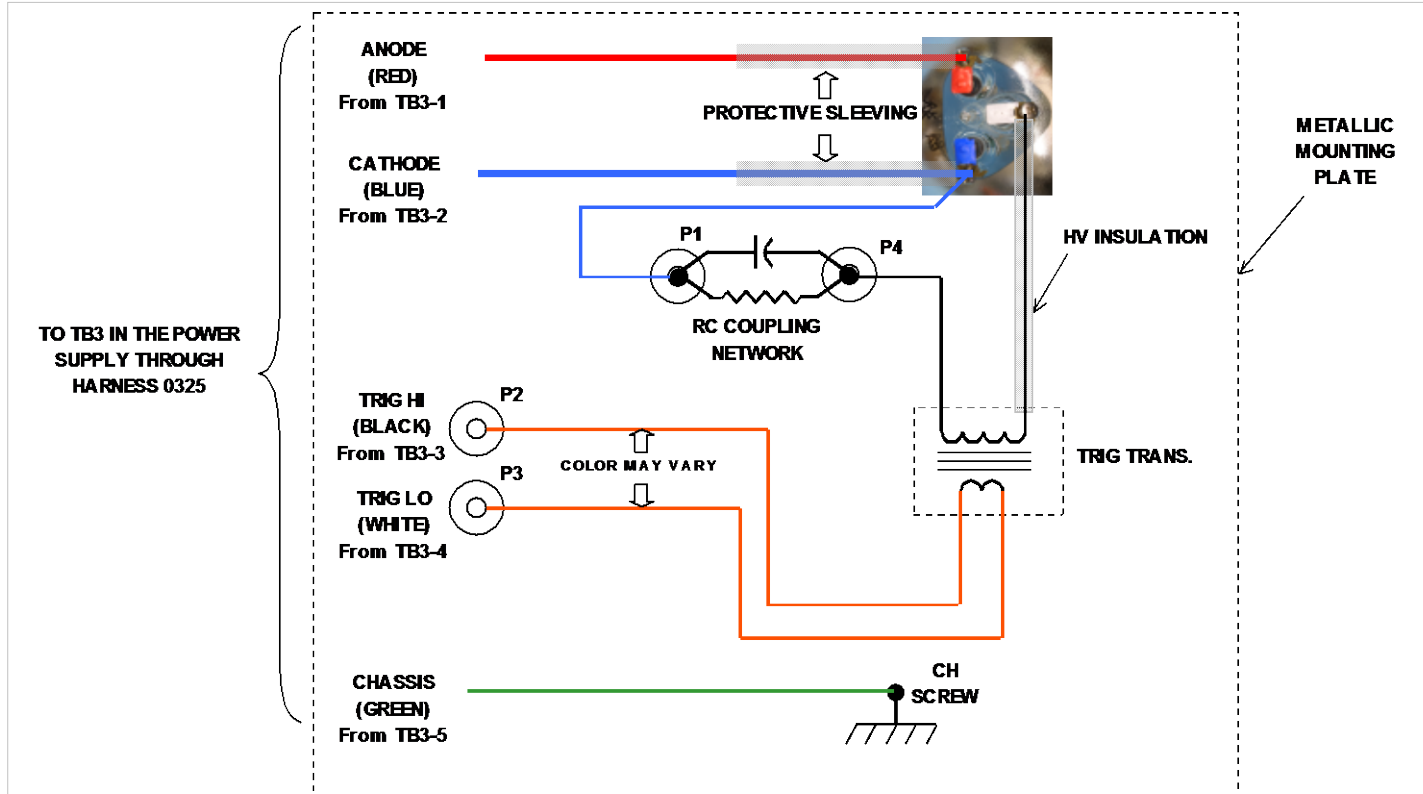 ANODE
(RED)
From TB3-1
PROTECTIVE SLEEVING
METALLIC
MOUNTING
PLATE
CATHODE
(BLUE)
From TB3-2
P1
P4
HV INSULATION
RC COUPLING
NETWORK
TO TB3 IN THE POWER
SUPPLY THROUGH
HARNESS 0325
TRIG HI
(BLACK)
From TB3-3
P2
COLOR MAY VARY
TRIG TRANS.
P3
TRIG LO
(WHITE)
From TB3-4
CH
SCREW
CHASSIS
(GREEN)
From TB3-5